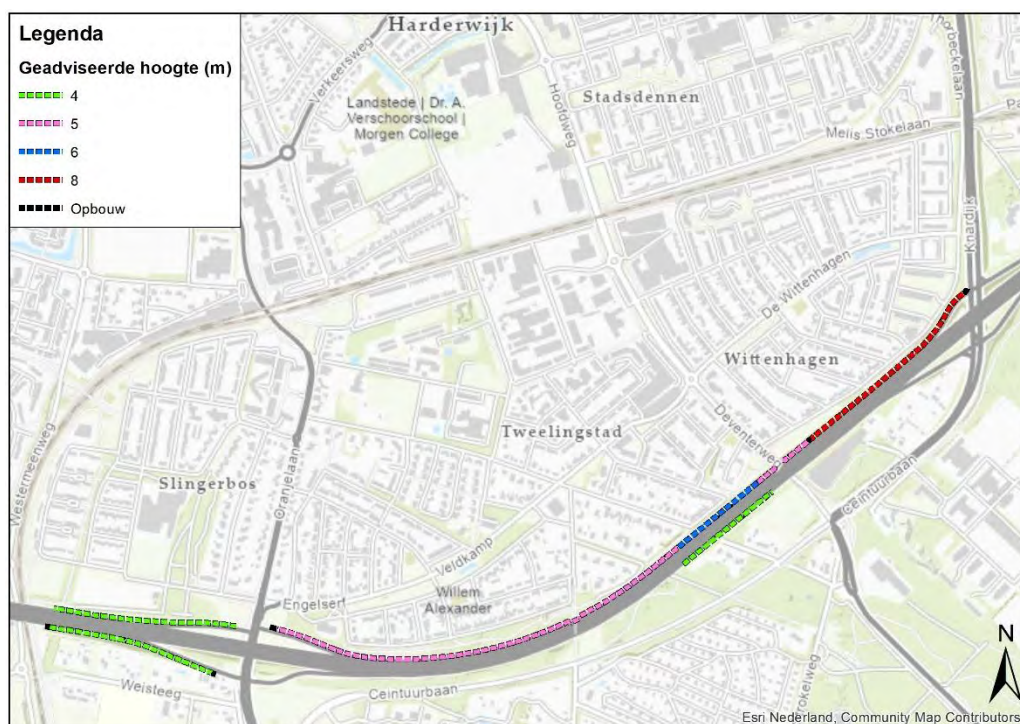 Legenda
Geadviseerde hoogte (m)
4
5
6
8
Opbouw
Harderwijk
Verkeersweg
Landstede | Dr. A.
Verschoorschool |
Morgen College
Hoofdweg
Stadsdennen
Melis Stokelaan
Knardijk
De Wittenhagen
Wittenhagen
Westermeenweg
Slingerbos
Oranjelaan
Tweelingstad
Deventerweg
Ceintuurbaan
Veldkamp
Willem
Alexander
Engelserf
Weisteeg
Ceintuurbaan
N
Esri Nederland, Community Map Contributors